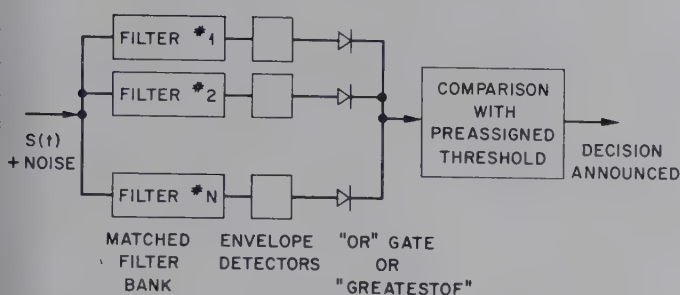 FILTER #1
FILTER #2
S(t)
+ NOISE
FILTER #N
COMPARISON
WITH
PREASSIGNED
THRESHOLD
DECISION
ANNOUNCED
MATCHED
FILTER
BANK
ENVELOPE
DETECTORS
"OR" GATE
OR
"GREATESTOF"